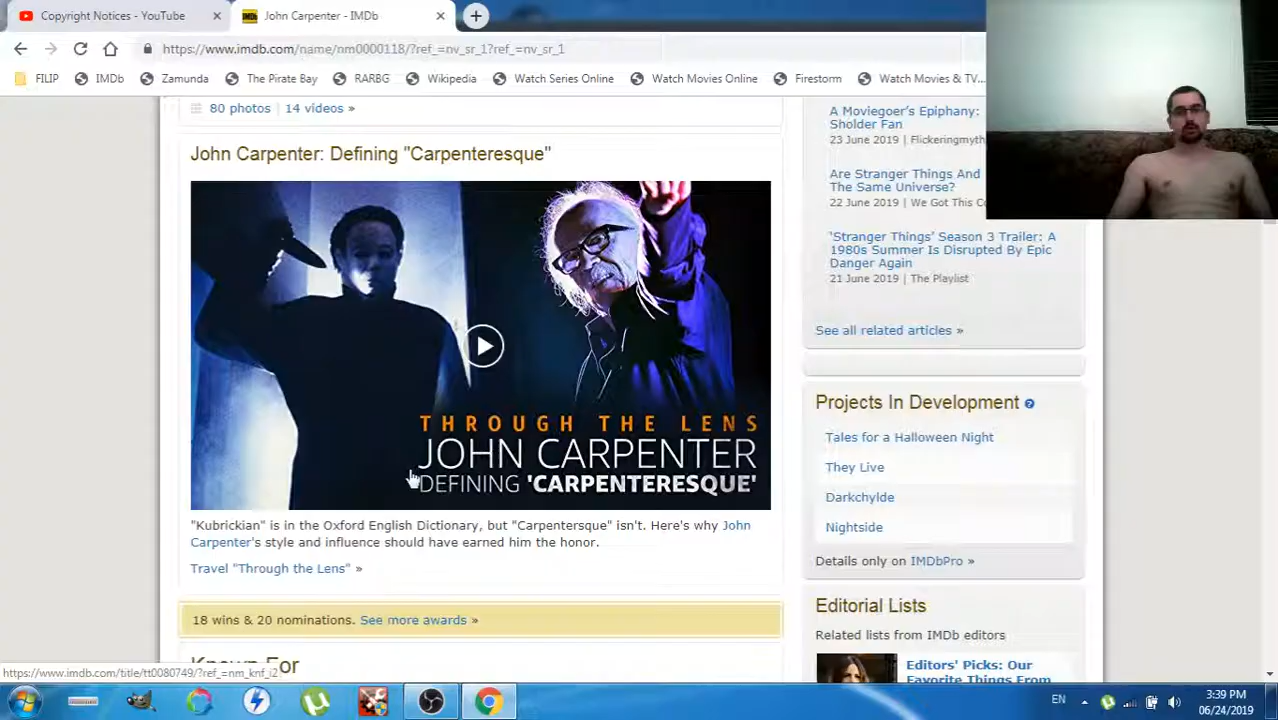 Copyright Notices - YouTube
John Carpenter - IMDb
https://www.imdb.com/name/nm0000118/?ref_=nv_sr_1?ref_=nv_sr_1
FILIP
IMDb
Zamunda
The Pirate Bay
RARBG
Wikipedia
Watch Series Online
Watch Movies Online
Firestorm
Watch Movies & TV...
80 photos | 14 videos »
John Carpenter: Defining "Carpenteresque"
THROUGH THE LENS
JOHN CARPENTER
DEFINING 'CARPENTERESQUE'
"Kubrickian" is in the Oxford English Dictionary, but "Carpentersque" isn't. Here's why John
Carpenter's style and influence should have earned him the honor.
Travel "Through the Lens" »
18 wins & 20 nominations. See more awards »
Known For
A Moviegoer's Epiphany:
Sholder Fan
23 June 2019 | Flickeringmyth
Are Stranger Things And
The Same Universe?
22 June 2019 | We Got This Co
'Stranger Things' Season 3 Trailer: A
1980s Summer Is Disrupted By Epic
Danger Again
21 June 2019 | The Playlist
See all related articles »
Projects In Development
Tales for a Halloween Night
They Live
Darkchylde
Nightside
Details only on IMDbPro »
Editorial Lists
Related lists from IMDb editors
Editors' Picks: Our
Favorite Things From
https://www.imdb.com/title/tt0080749/?ref_=nm_knf_i2
EN
3:39 PM
06/24/2019